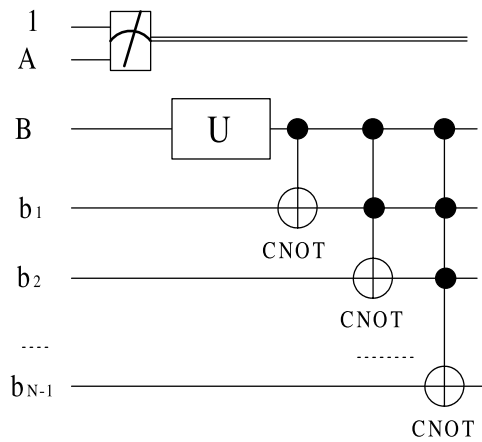 1
A
B
U
b1
CNOT
b2
CNOT
....
........
bN-1
CNOT